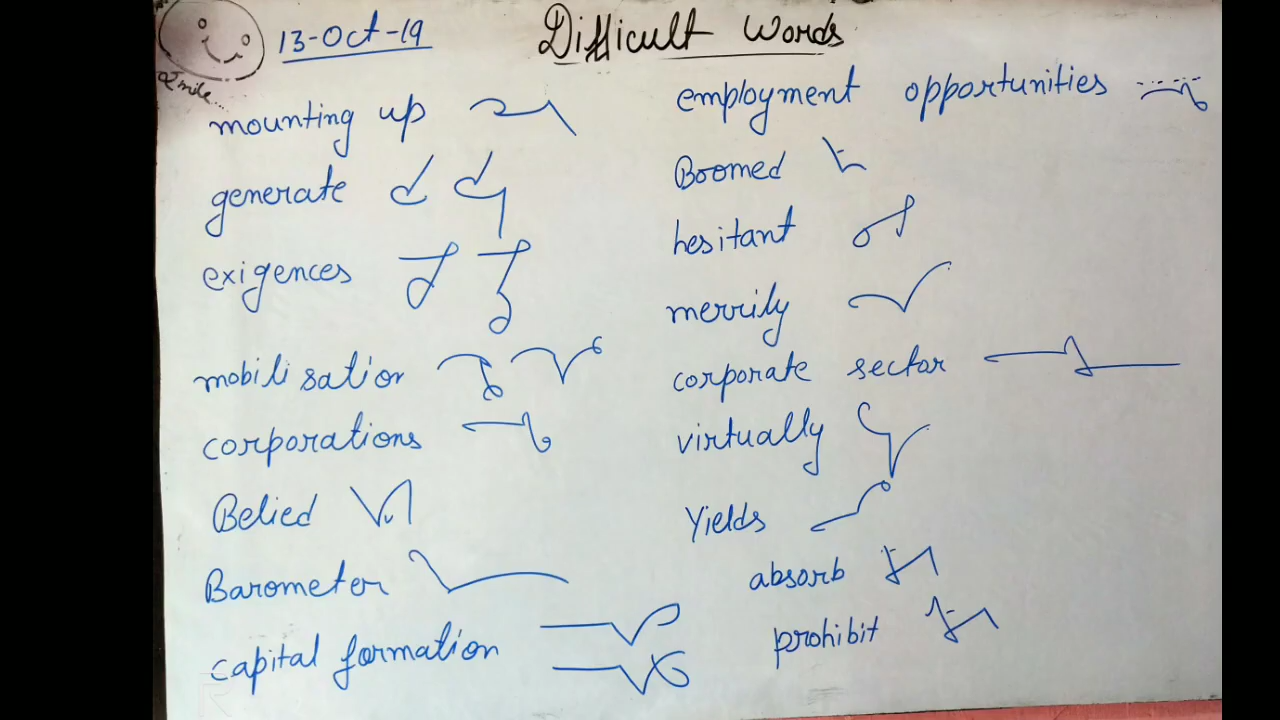 13-Oct-19 Difficult Words
Smile...
mounting up
generate
exigences
mobilisation
corporations
Belied
Barometer
capital formation
employment opportunities
Boomed
hesitant
merrily
corporate sector
virtually
Yields
absorb
prohibit